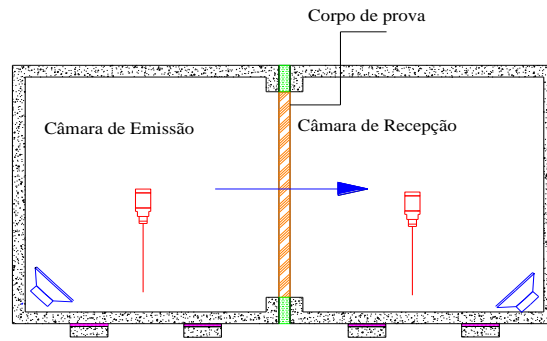 Corpo de prova
Câmara de Emissão
Câmara de Recepção